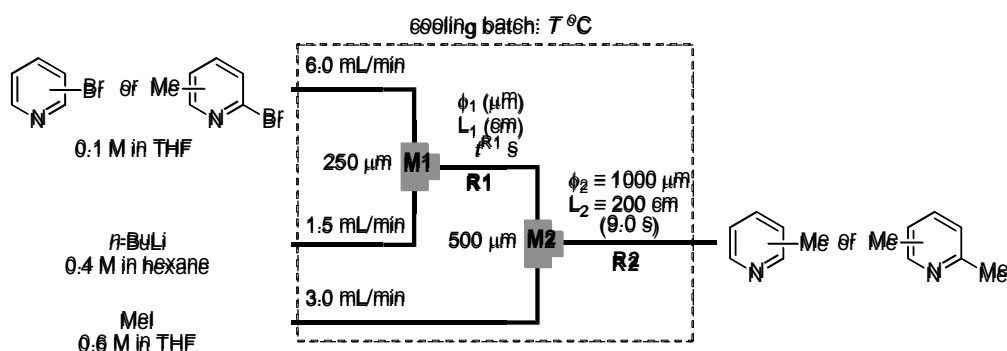 cooling batch: T °C
6.0 mL/min
Br or Me
N
N
Br
0.1 M in THF
ϕ1 (μm)
L1 (cm)
tR1 s
250 μm
M1
R1
ϕ2 = 1000 μm
L2 = 200 cm
(9.0 s)
1.5 mL/min
n-BuLi
0.4 M in hexane
500 μm
M2
R2
Me or Me
N
N
Me
3.0 mL/min
MeI
0.6 M in THF